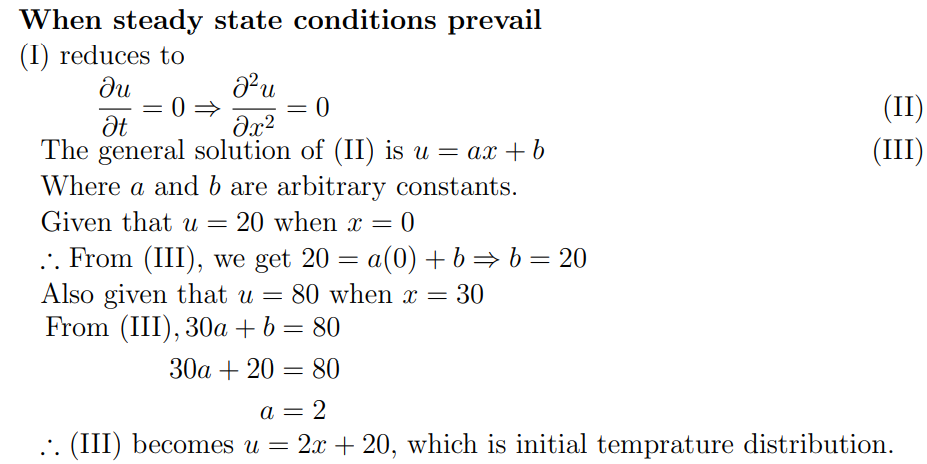 When steady state conditions prevail
(I) reduces to
∂u/∂t = 0 ⇒ ∂²u/∂x² = 0 (II)
The general solution of (II) is u = ax + b (III)
Where a and b are arbitrary constants.
Given that u = 20 when x = 0
∴ From (III), we get 20 = a(0) + b ⇒ b = 20
Also given that u = 80 when x = 30
From (III), 30a + b = 80
30a + 20 = 80
a = 2
∴ (III) becomes u = 2x + 20, which is initial temprature distribution.